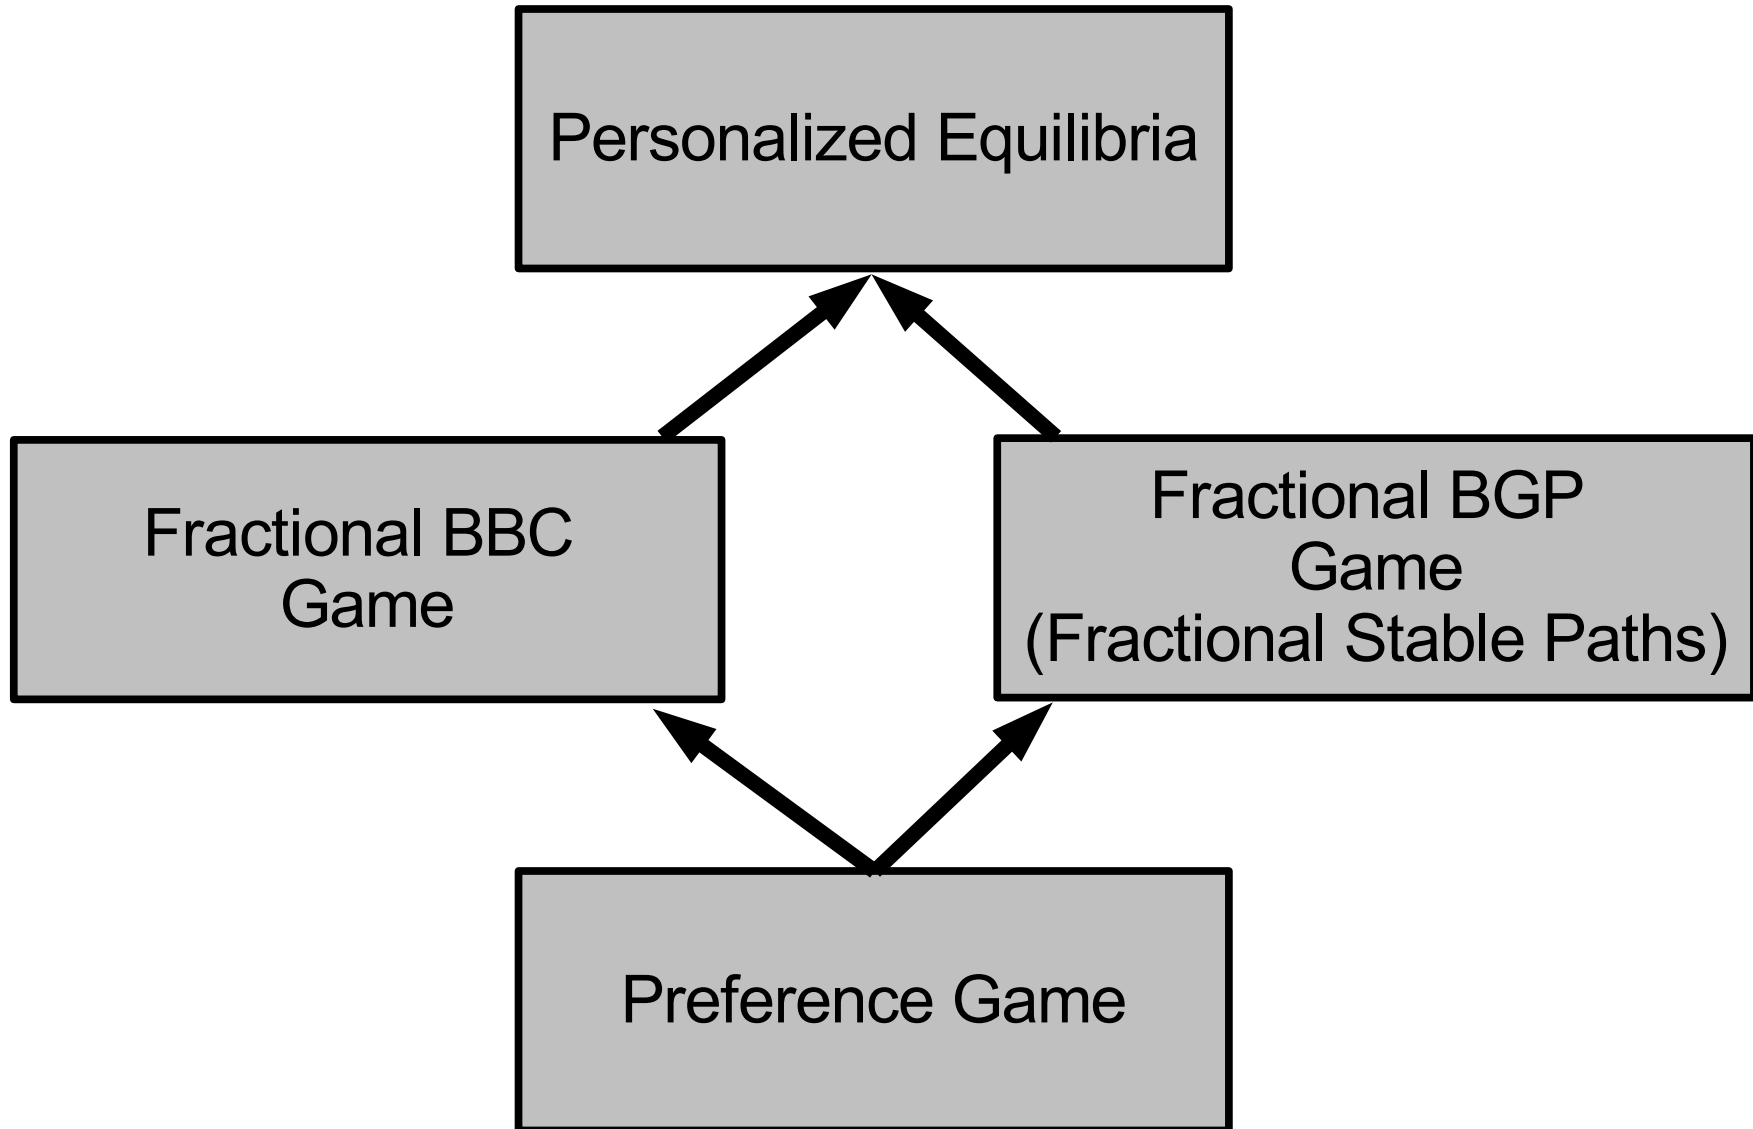 Personalized Equilibria
Fractional BBC
Game
Fractional BGP
Game
(Fractional Stable Paths)
Preference Game